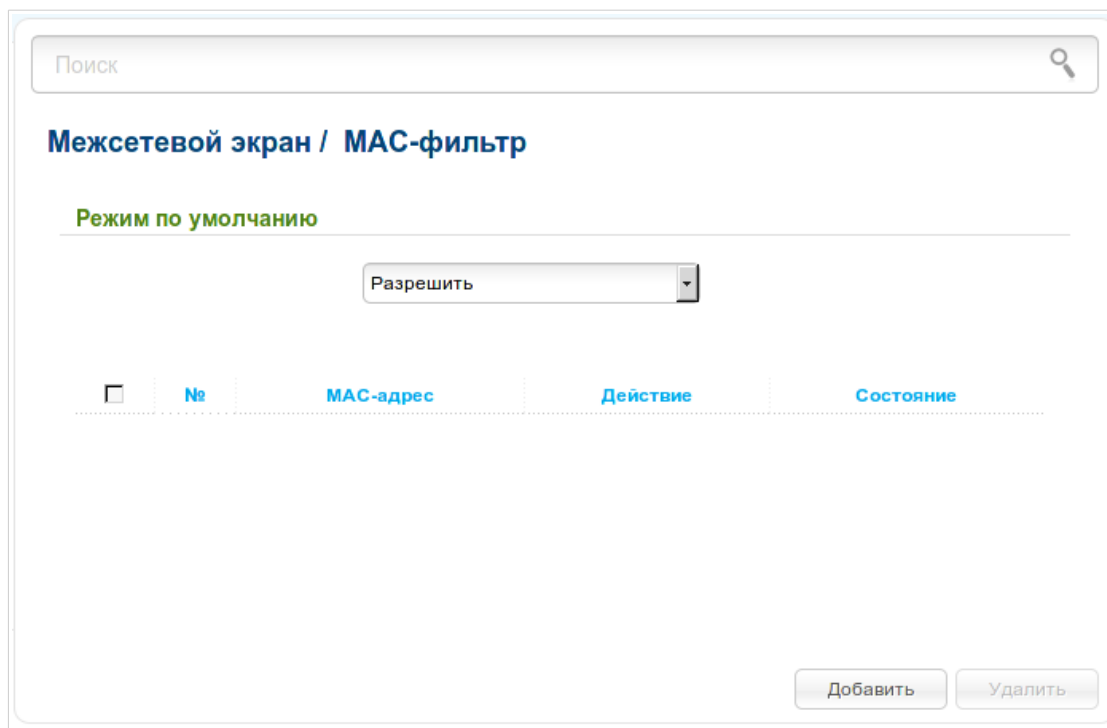 Поиск
Межсетевой экран / MAC-фильтр
Режим по умолчанию
Разрешить
№ MAC-адрес Действие Состояние
Добавить Удалить